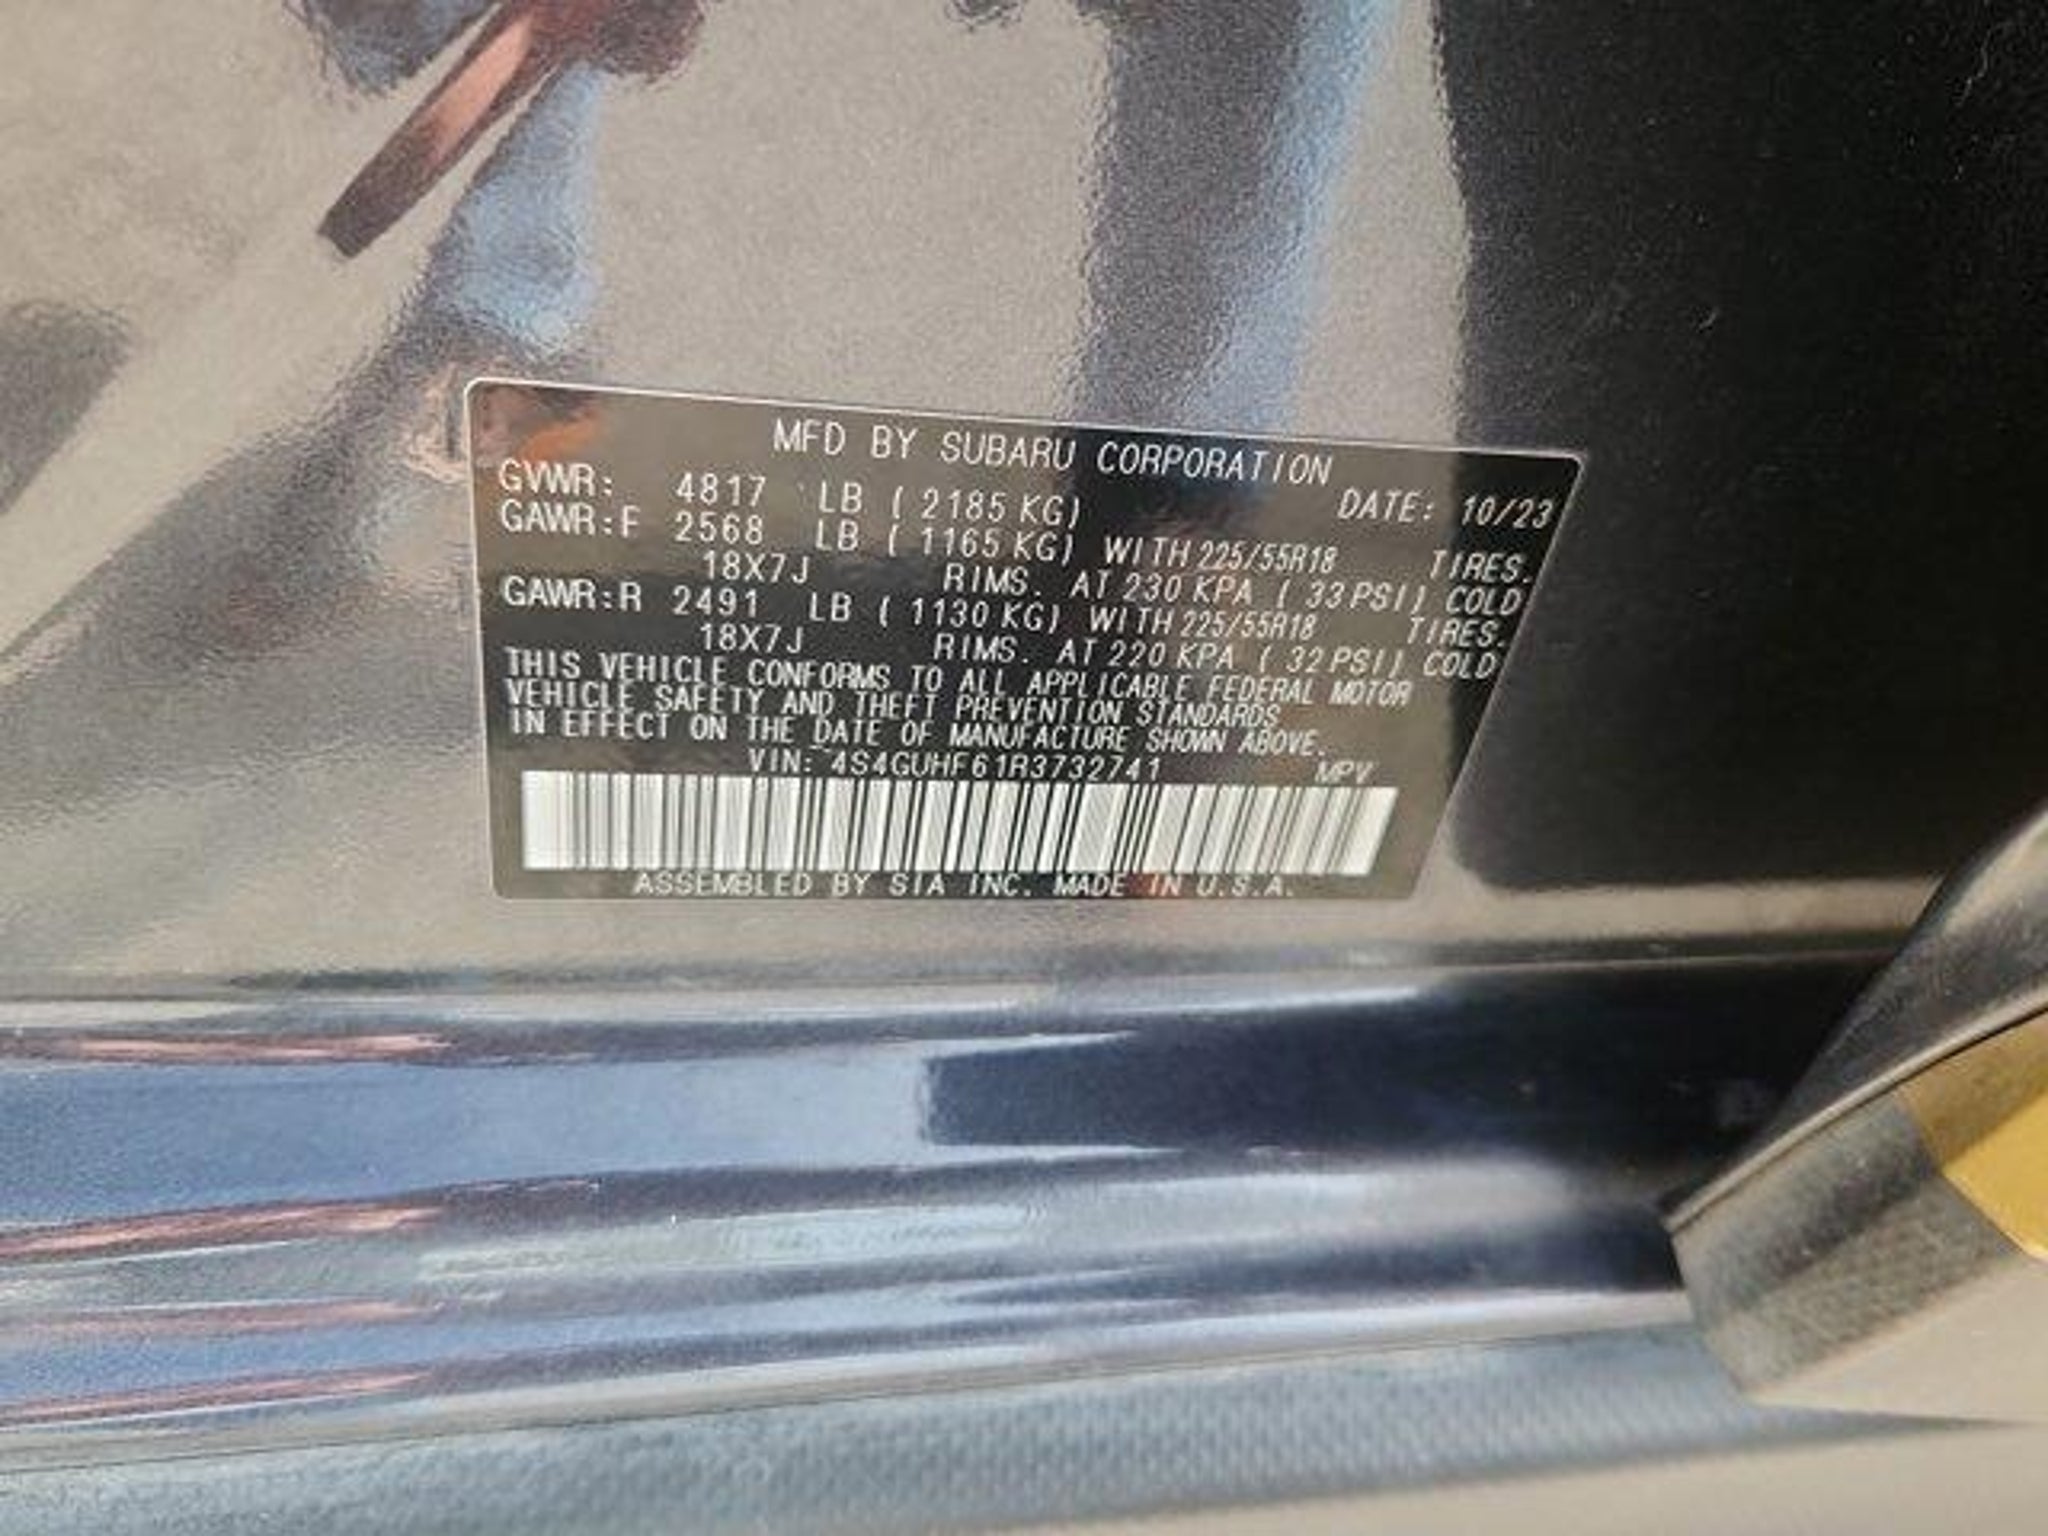 MFD BY SUBARU CORPORATION
GVWR: 4817 LB (2185 KG) DATE: 10/23
GAWR:F 2568 LB (1165 KG) WITH 225/55R18 TIRES.
18X7J RIMS. AT 230 KPA (33 PSI) COLD
GAWR:R 2491 LB (1130 KG) WITH 225/55R18 TIRES.
18X7J RIMS. AT 220 KPA (32 PSI) COLD
THIS VEHICLE CONFORMS TO ALL APPLICABLE FEDERAL MOTOR
VEHICLE SAFETY AND THEFT PREVENTION STANDARDS
IN EFFECT ON THE DATE OF MANUFACTURE SHOWN ABOVE.
VIN: 4S4GUHF61R3732741 MPV
ASSEMBLED BY SIA INC. MADE IN U.S.A.